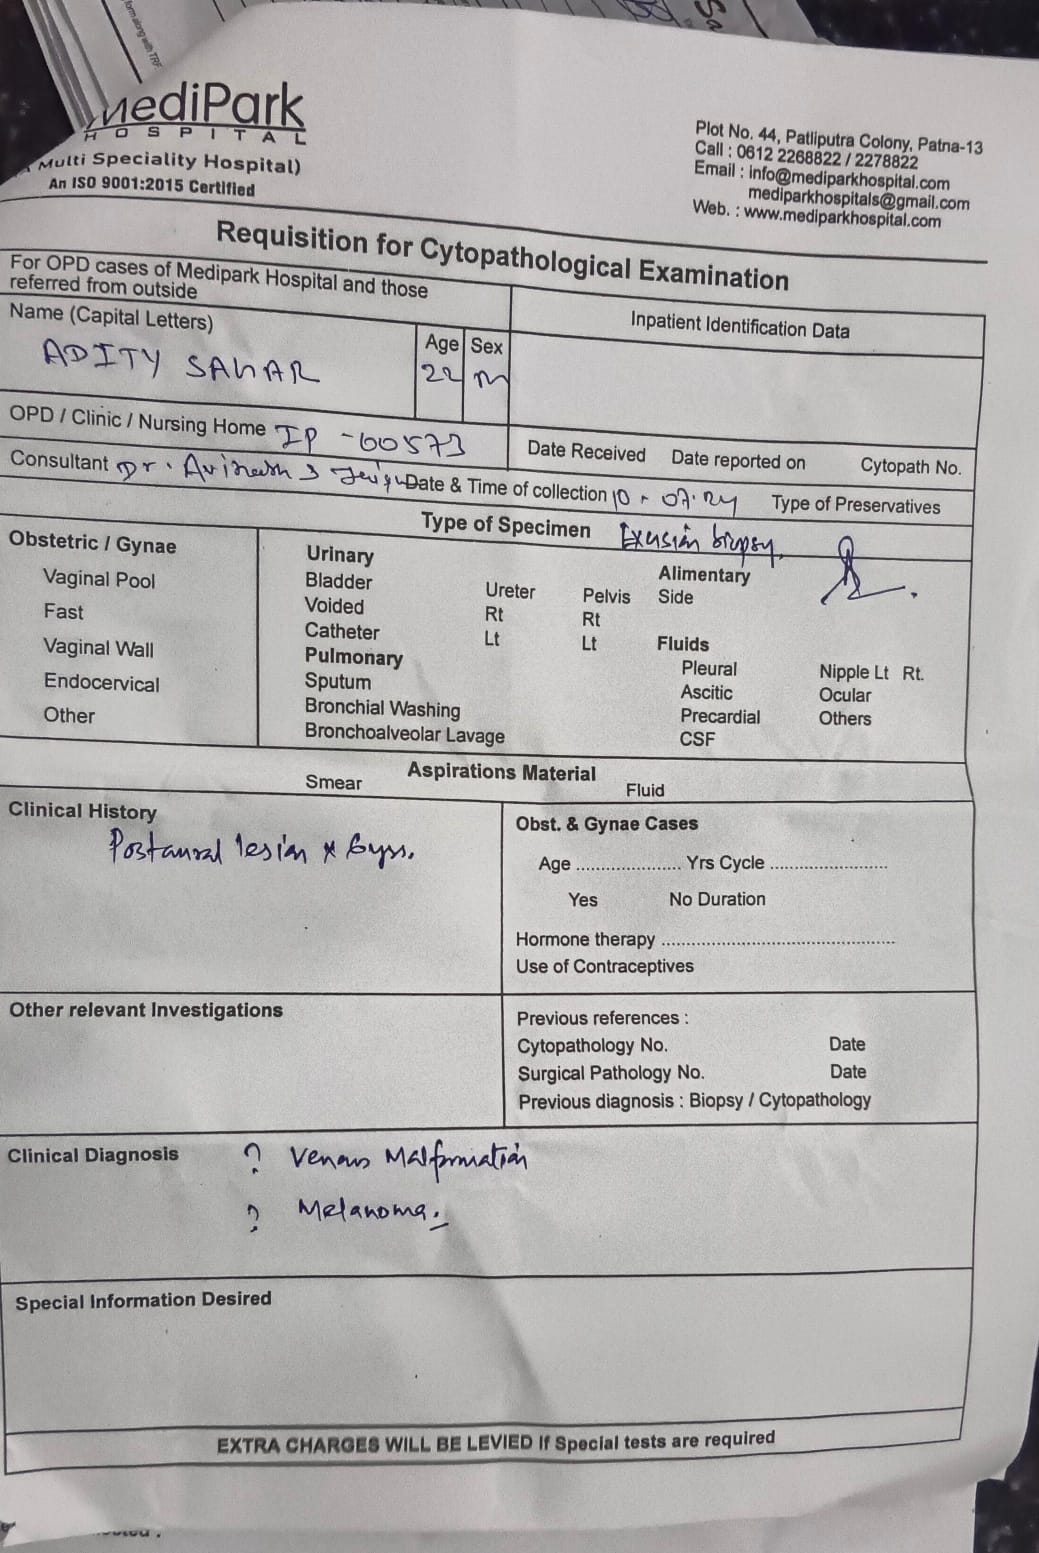 form along with TRF
Sa
MediPark
HOSPITAL
Multi Speciality Hospital)
An ISO 9001:2015 Certified
Plot No. 44, Patliputra Colony, Patna-13
Call : 0612 2268822 / 2278822
Email : info@mediparkhospital.com
mediparkhospitals@gmail.com
Web. : www.mediparkhospital.com
Requisition for Cytopathological Examination
For OPD cases of Medipark Hospital and those
referred from outside
Inpatient Identification Data
Name (Capital Letters)
Age Sex
ADITY SAHAR
22 M
OPD / Clinic / Nursing Home IP - 60573
Date Received Date reported on Cytopath No.
Consultant Dr. Date & Time of collection 10.07.24 Type of Preservatives
Type of Specimen Excision biopsy.
Obstetric / Gynae
Vaginal Pool
Fast
Vaginal Wall
Endocervical
Other
Urinary
Bladder Ureter Pelvis
Voided Rt Rt
Catheter Lt Lt
Pulmonary
Sputum
Bronchial Washing
Bronchoalveolar Lavage
Alimentary
Side
Fluids
Pleural Nipple Lt Rt.
Ascitic Ocular
Precardial Others
CSF
Aspirations Material
Smear Fluid
Clinical History
Postaural lesion x 6yrs.
Obst. & Gynae Cases
Age .................... Yrs Cycle ......................
Yes No Duration
Hormone therapy ............................................
Use of Contraceptives
Other relevant Investigations
Previous references :
Cytopathology No. Date
Surgical Pathology No. Date
Previous diagnosis : Biopsy / Cytopathology
Clinical Diagnosis ? Venous Malformation
? Melanoma.
Special Information Desired
EXTRA CHARGES WILL BE LEVIED If Special tests are required